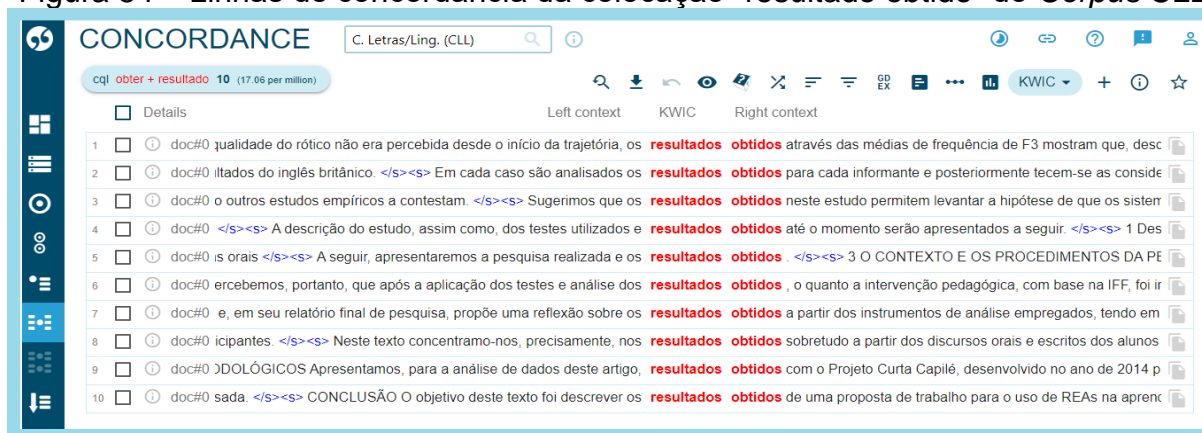 CONCORDANCE C. Letras/Ling. (CLL)
cql obter + resultado 10 (17.06 per million) GD EX KWIC
Details Left context KWIC Right context
1 doc#0 qualidade do rótico não era percebida desde o início da trajetória, os resultados obtidos através das médias de frequência de F3 mostram que, desc
2 doc#0 ltados do inglês britânico. </s><s> Em cada caso são analisados os resultados obtidos para cada informante e posteriormente tecem-se as conside
3 doc#0 o outros estudos empíricos a contestam. </s><s> Sugerimos que os resultados obtidos neste estudo permitem levantar a hipótese de que os sistem
4 doc#0 </s><s> A descrição do estudo, assim como, dos testes utilizados e resultados obtidos até o momento serão apresentados a seguir. </s><s> 1 Des
5 doc#0 is orais </s><s> A seguir, apresentaremos a pesquisa realizada e os resultados obtidos . </s><s> 3 O CONTEXTO E OS PROCEDIMENTOS DA PE
6 doc#0 ercebemos, portanto, que após a aplicação dos testes e análise dos resultados obtidos , o quanto a intervenção pedagógica, com base na IFF, foi ir
7 doc#0 e, em seu relatório final de pesquisa, propõe uma reflexão sobre os resultados obtidos a partir dos instrumentos de análise empregados, tendo em
8 doc#0 icipantes. </s><s> Neste texto concentramo-nos, precisamente, nos resultados obtidos sobretudo a partir dos discursos orais e escritos dos alunos
9 doc#0 ODOLÓGICOS Apresentamos, para a análise de dados deste artigo, resultados obtidos com o Projeto Curta Capilé, desenvolvido no ano de 2014 p
10 doc#0 sada. </s><s> CONCLUSÃO O objetivo deste texto foi descrever os resultados obtidos de uma proposta de trabalho para o uso de REAs na aprenc